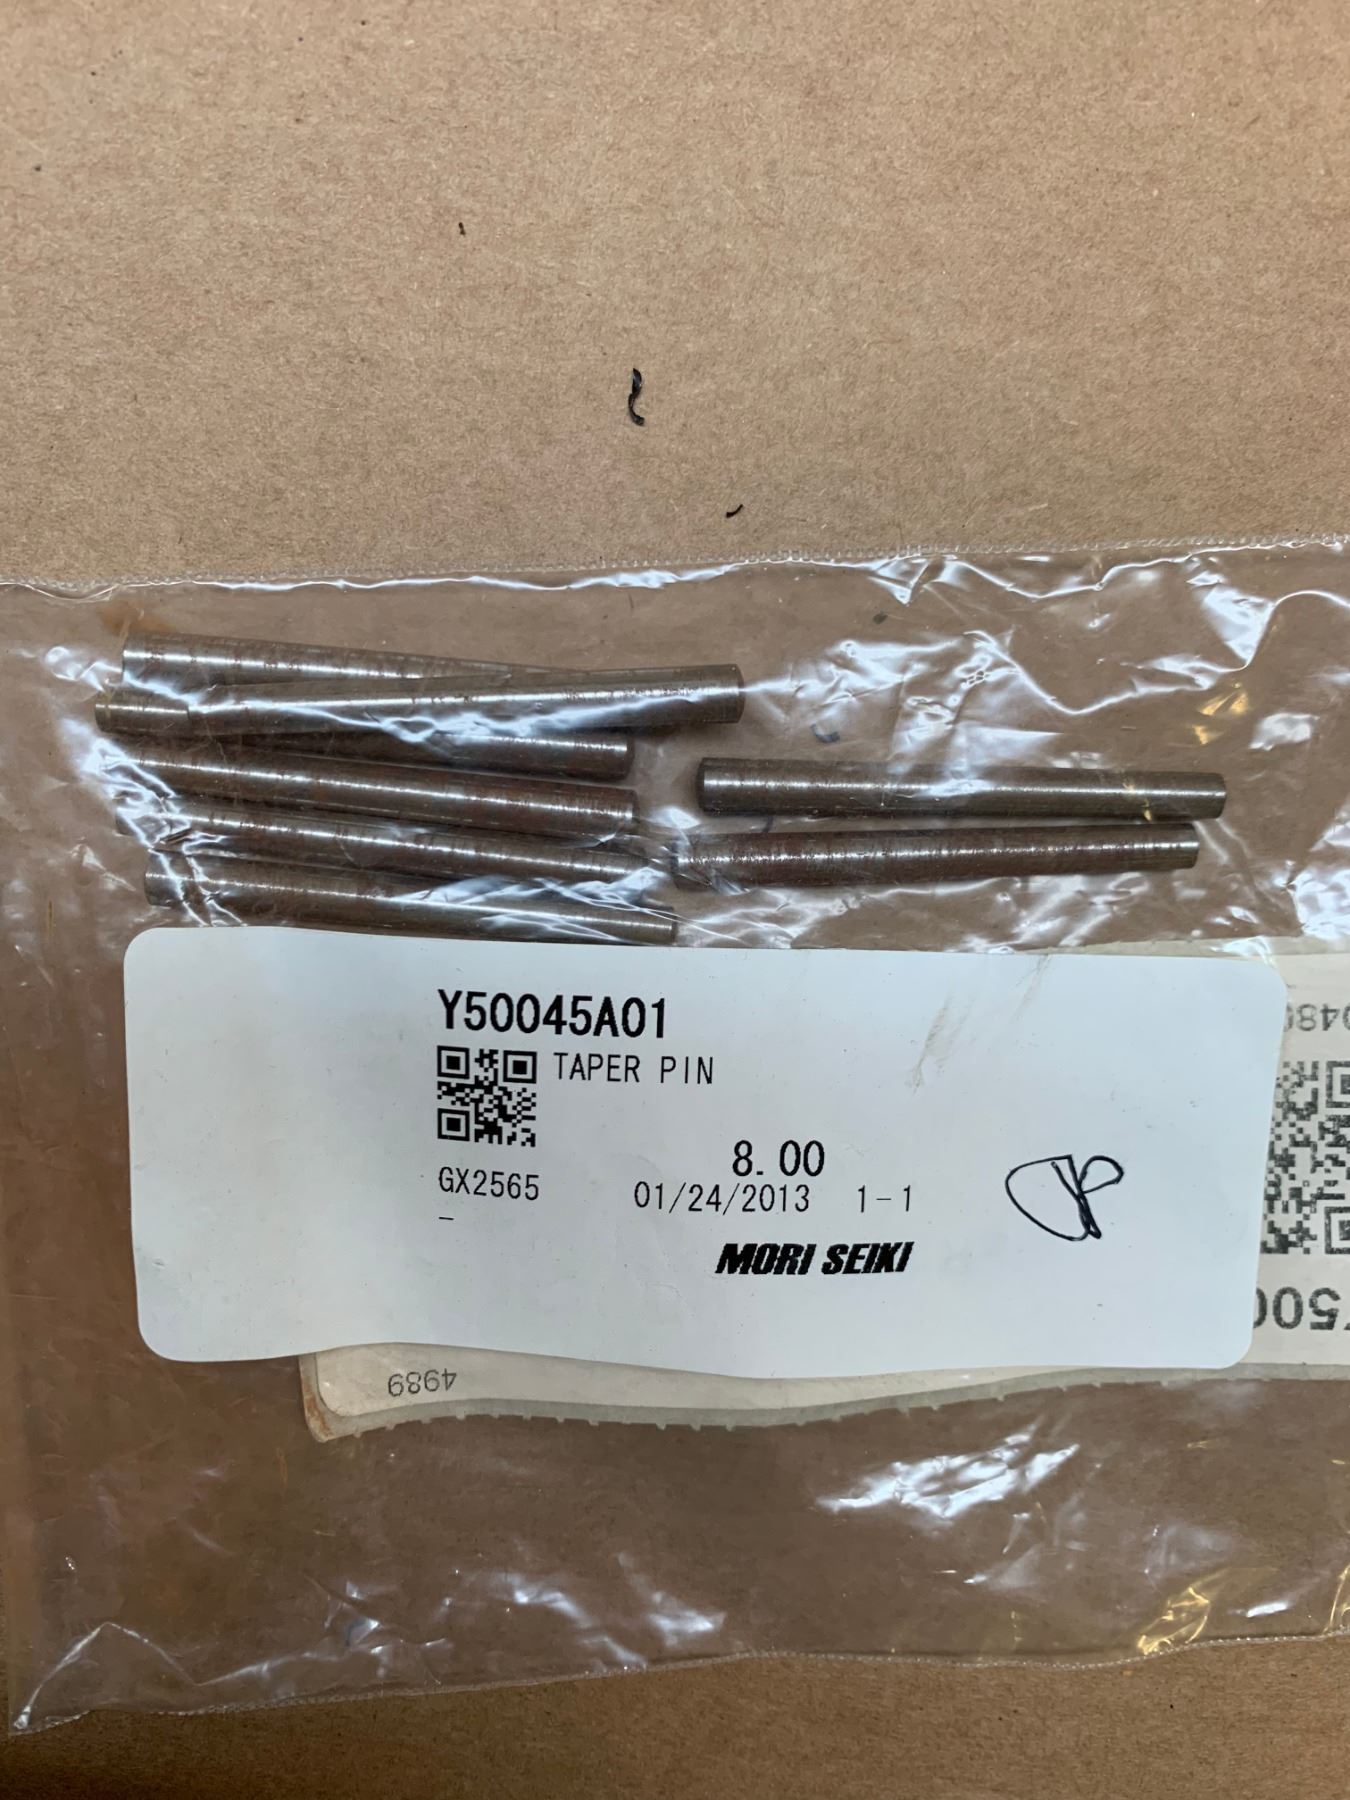 Y50045A01
TAPER PIN
8.00
GX2565
01/24/2013 1-1
-
MORI SEIKI
4989